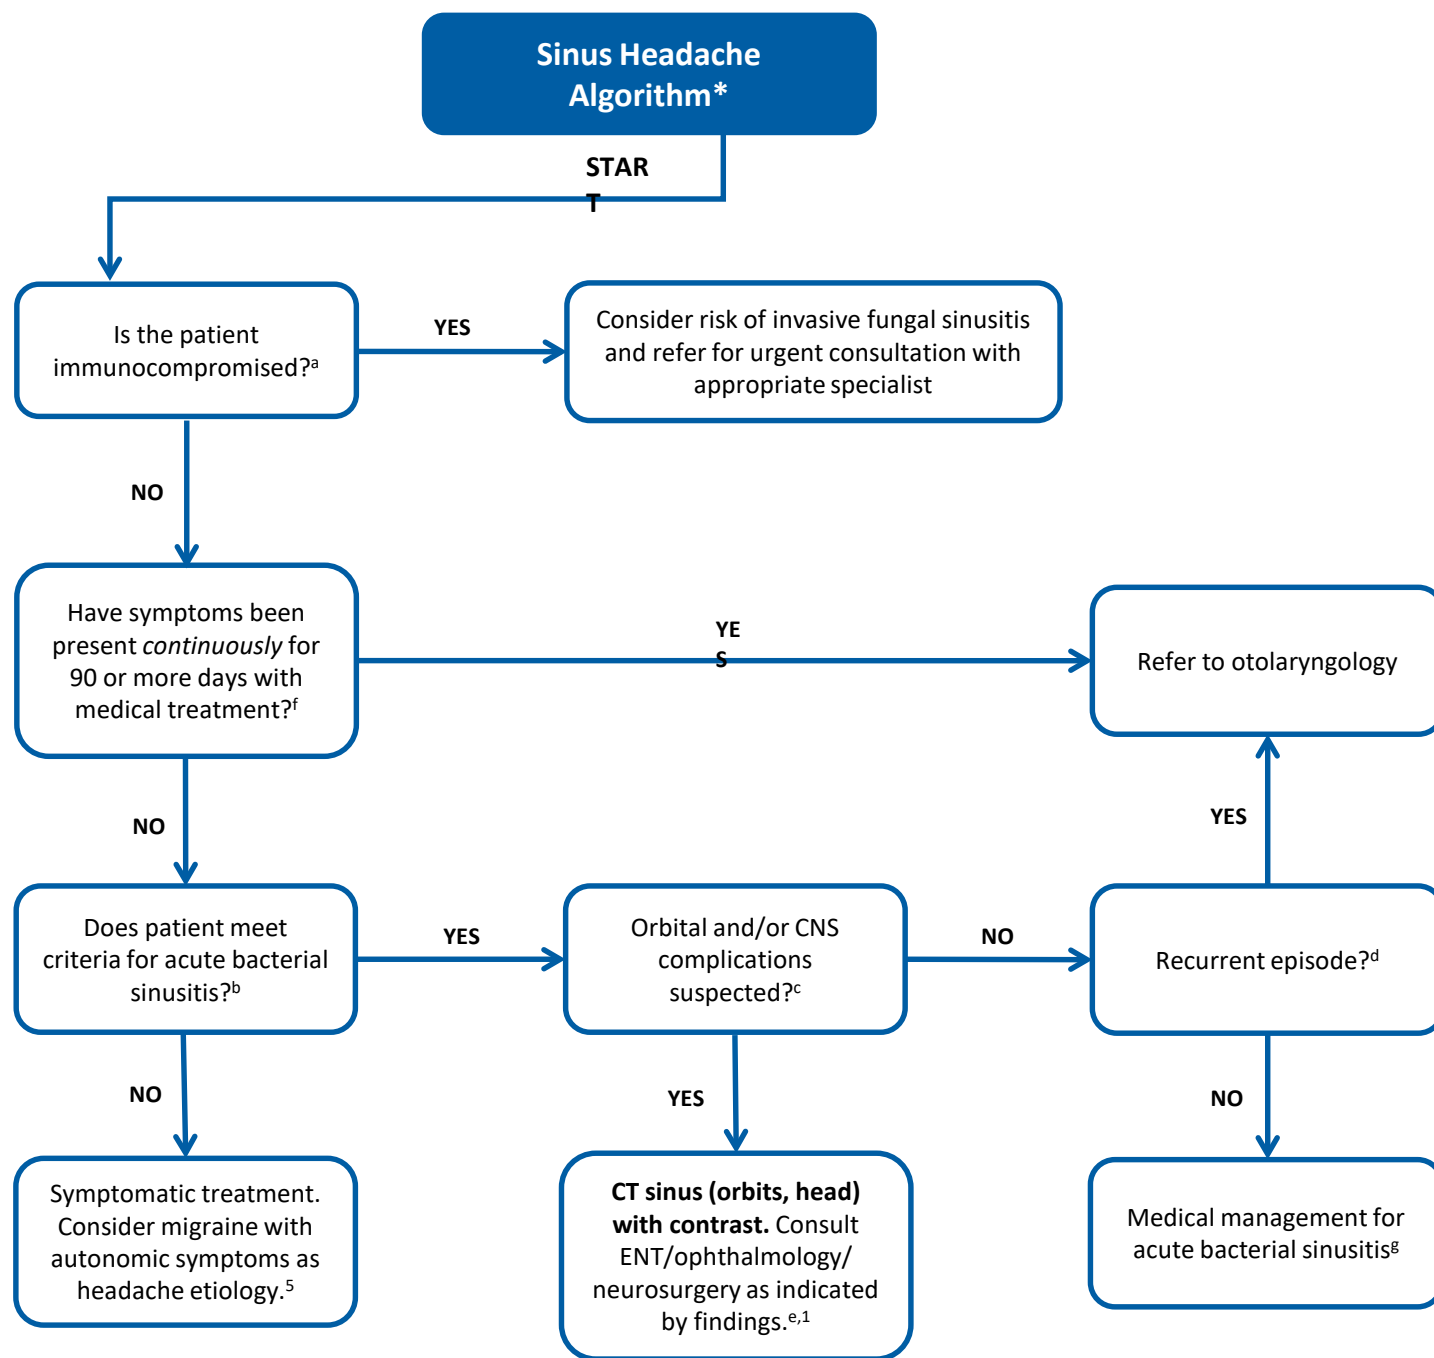 Sinus Headache
Algorithm*
STAR
T
Is the patient
immunocompromised?a
YES
Consider risk of invasive fungal sinusitis
and refer for urgent consultation with
appropriate specialist
NO
Have symptoms been
present continuously for
90 or more days with
medical treatment?f
YE
S
Refer to otolaryngology
NO
YES
Does patient meet
criteria for acute bacterial
sinusitis?b
YES
Orbital and/or CNS
complications
suspected?c
NO
Recurrent episode?d
NO
YES
NO
Symptomatic treatment.
Consider migraine with
autonomic symptoms as
headache etiology.5
CT sinus (orbits, head)
with contrast. Consult
ENT/ophthalmology/
neurosurgery as indicated
by findings.e,1
Medical management for
acute bacterial sinusitisg